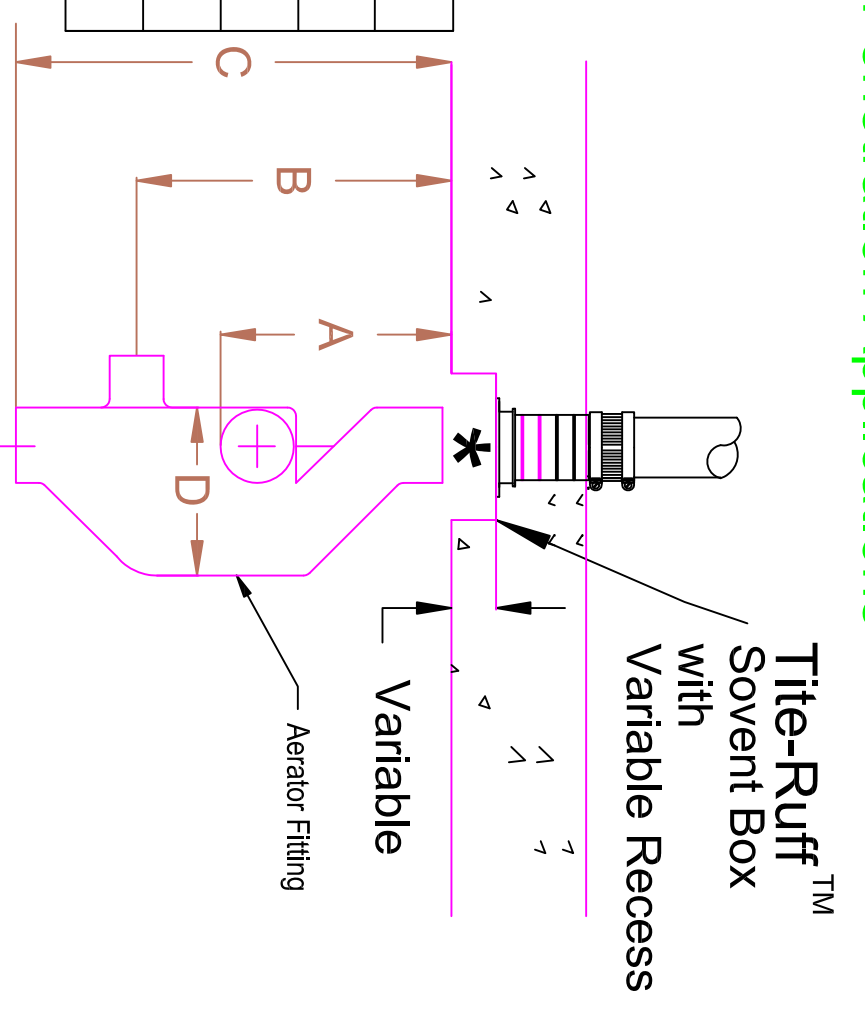 Tite-Ruff™
Sovent Box
with
Variable Recess
Variable
Aerator Fitting
C
B
A
D
*